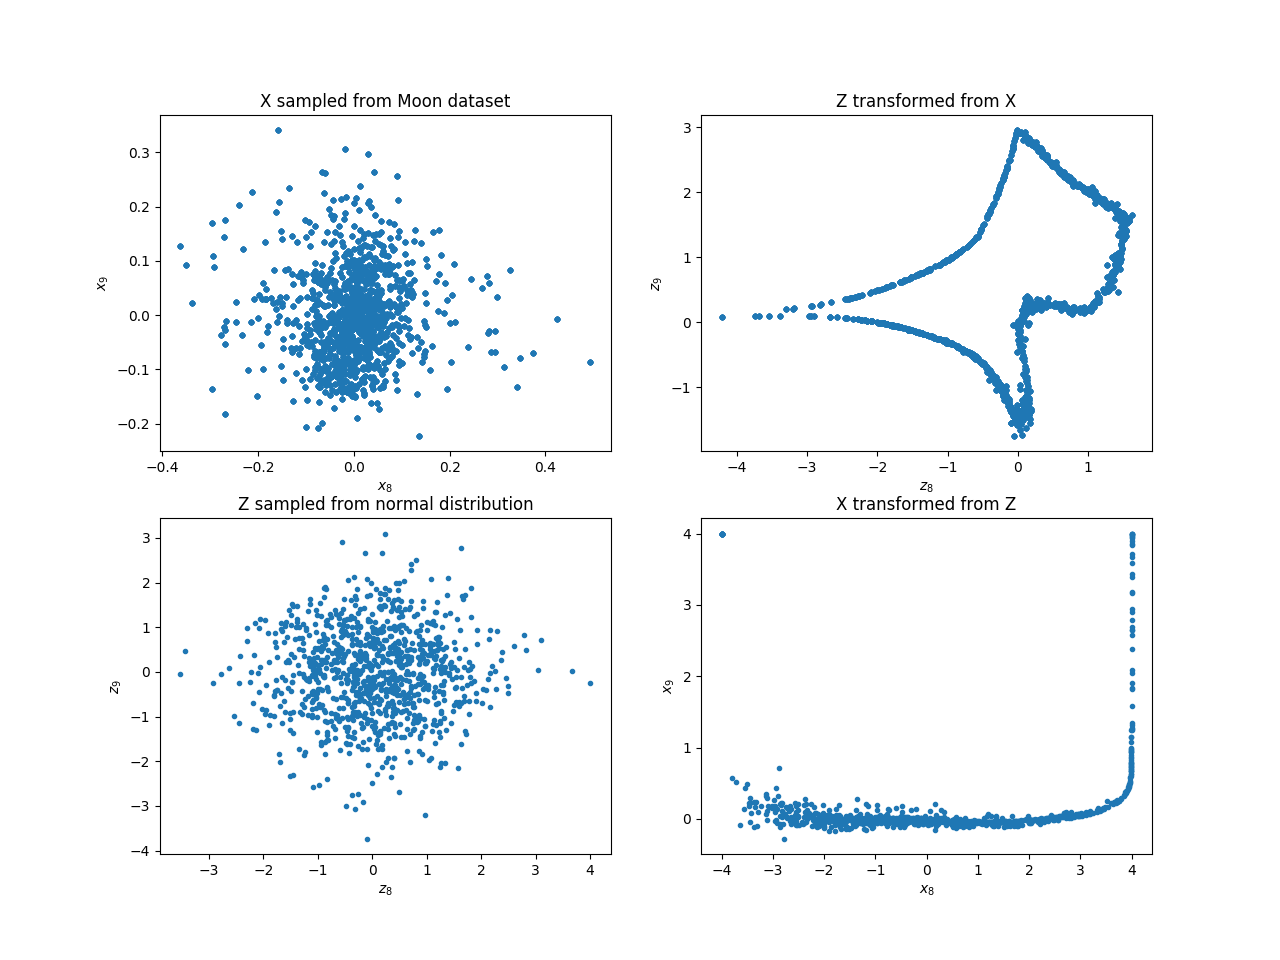 X sampled from Moon dataset
0.3
0.2
0.1
0.0
−0.1
−0.2
x₉
−0.4 −0.2 0.0 0.2 0.4
x₈
Z transformed from X
3
2
1
0
−1
z₉
−4 −3 −2 −1 0 1
z₈
Z sampled from normal distribution
3
2
1
0
−1
−2
−3
−4
z₉
−3 −2 −1 0 1 2 3 4
z₈
X transformed from Z
4
3
2
1
0
x₉
−4 −3 −2 −1 0 1 2 3 4
x₈